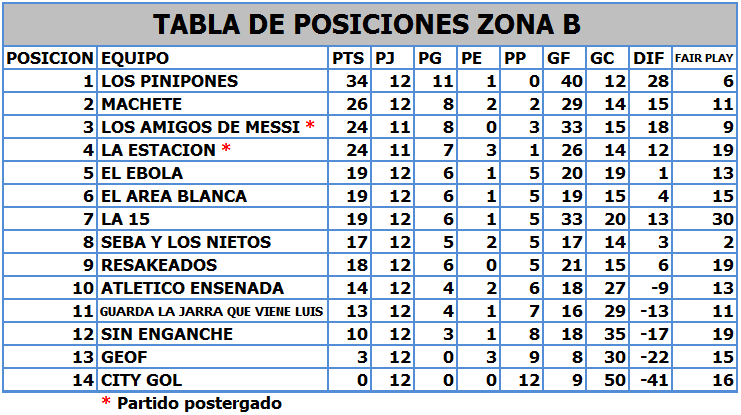 TABLA DE POSICIONES ZONA B
POSICION EQUIPO PTS PJ PG PE PP GF GC DIF FAIR PLAY
1 LOS PINIPONES 34 12 11 1 0 40 12 28 6
2 MACHETE 26 12 8 2 2 29 14 15 11
3 LOS AMIGOS DE MESSI * 24 11 8 0 3 33 15 18 9
4 LA ESTACION * 24 11 7 3 1 26 14 12 19
5 EL EBOLA 19 12 6 1 5 20 19 1 13
6 EL AREA BLANCA 19 12 6 1 5 19 15 4 15
7 LA 15 19 12 6 1 5 33 20 13 30
8 SEBA Y LOS NIETOS 17 12 5 2 5 17 14 3 2
9 RESAKEADOS 18 12 6 0 5 21 15 6 19
10 ATLETICO ENSENADA 14 12 4 2 6 18 27 -9 13
11 GUARDA LA JARRA QUE VIENE LUIS 13 12 4 1 7 16 29 -13 11
12 SIN ENGANCHE 10 12 3 1 8 18 35 -17 19
13 GEOF 3 12 0 3 9 8 30 -22 15
14 CITY GOL 0 12 0 0 12 9 50 -41 16
* Partido postergado